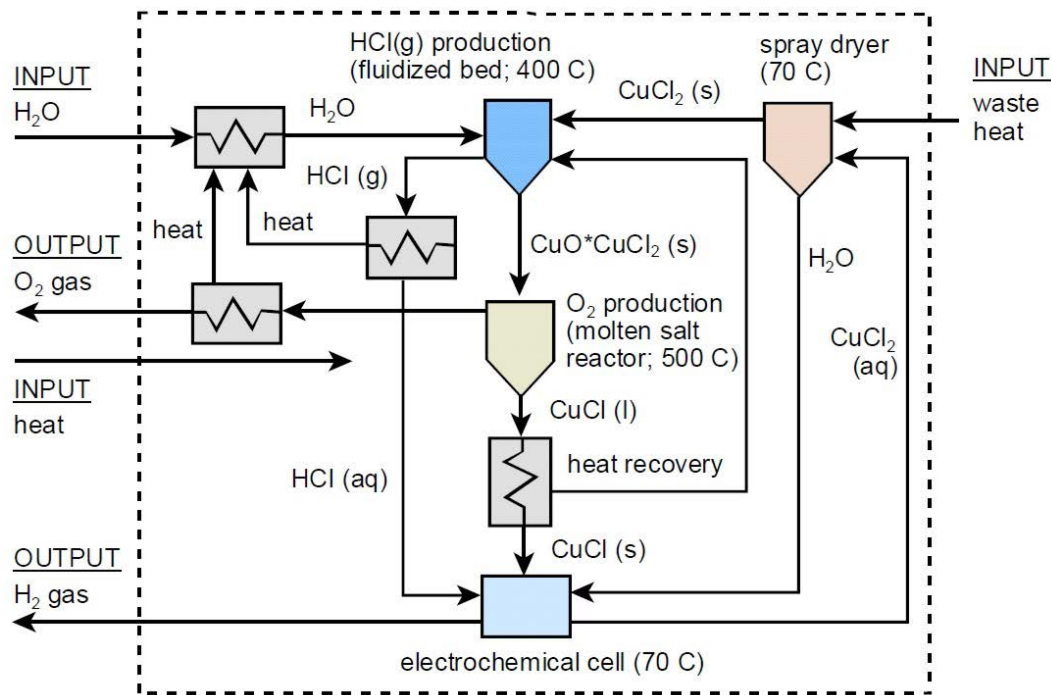 HCl(g) production
(fluidized bed; 400 C)
spray dryer
(70 C)
INPUT
H₂O
INPUT
waste
heat
H₂O
CuCl₂ (s)
HCl (g)
heat
heat
OUTPUT
O₂ gas
CuO*CuCl₂ (s)
H₂O
O₂ production
(molten salt
reactor; 500 C)
CuCl₂
(aq)
INPUT
heat
CuCl (l)
HCl (aq)
heat recovery
CuCl (s)
OUTPUT
H₂ gas
electrochemical cell (70 C)